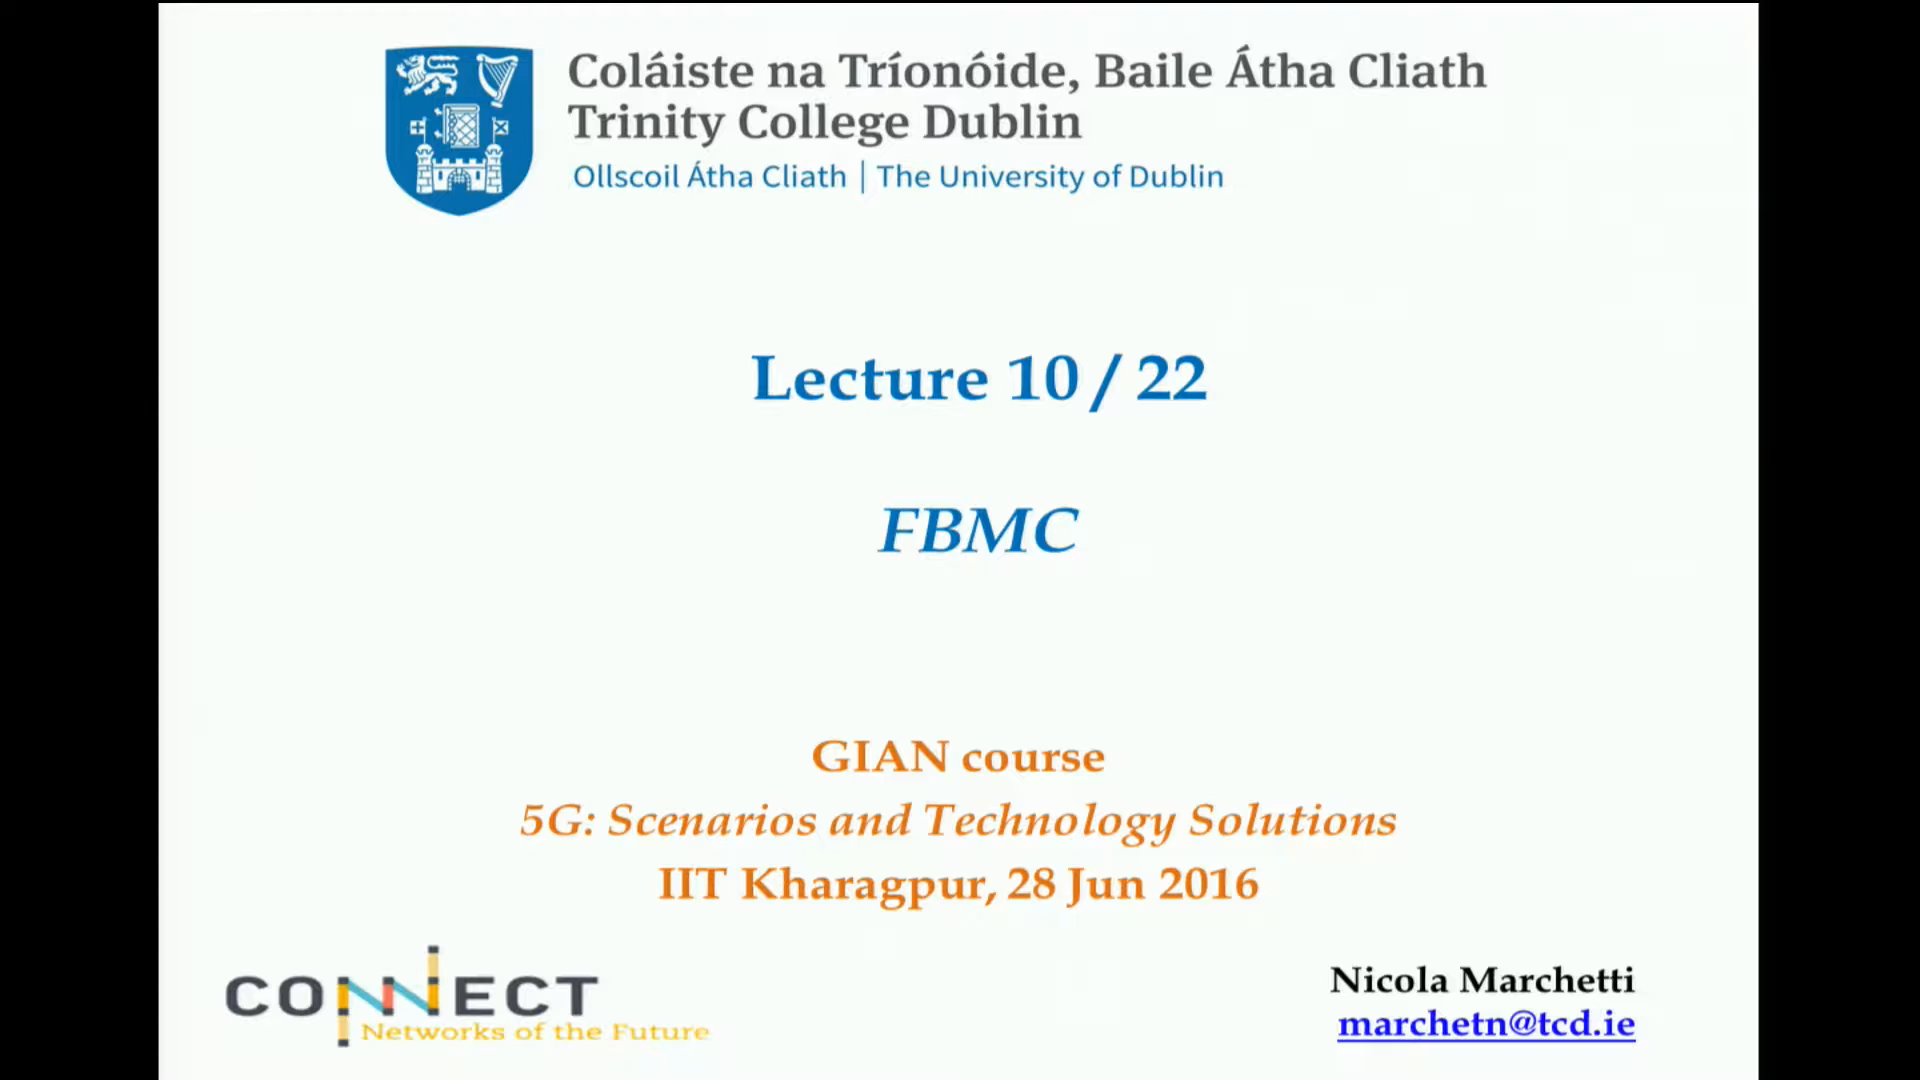 Coláiste na Tríonóide, Baile Átha Cliath
Trinity College Dublin
Ollscoil Átha Cliath | The University of Dublin
Lecture 10 / 22
FBMC
GIAN course
5G: Scenarios and Technology Solutions
IIT Kharagpur, 28 Jun 2016
CONNECT
Networks of the Future
Nicola Marchetti
marchetn@tcd.ie